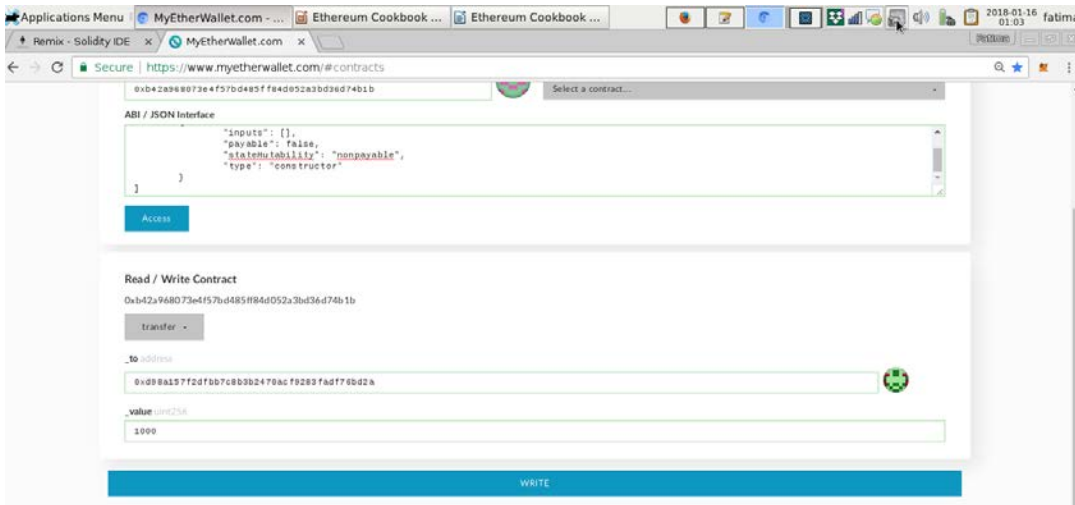 Applications Menu MyEtherWallet.com - ... Ethereum Cookbook ... Ethereum Cookbook ... 2018-01-16 fatima
01:03
Remix - Solidity IDE x MyEtherWallet.com x
Secure | https://www.myetherwallet.com/#contracts
0xb42a968073e4f57bd485ff84d052a3bd36d74b1b Select a contract...
ABI / JSON Interface
"inputs": [],
"payable": false,
"stateMutability": "nonpayable",
"type": "constructor"
}
]
Access
Read / Write Contract
0xb42a968073e4f57bd485ff84d052a3bd36d74b1b
transfer
_to address
0xd98a157f2dfbb7c8b3b2470acf9283fadf76bd2a
_value uint256
1000
WRITE